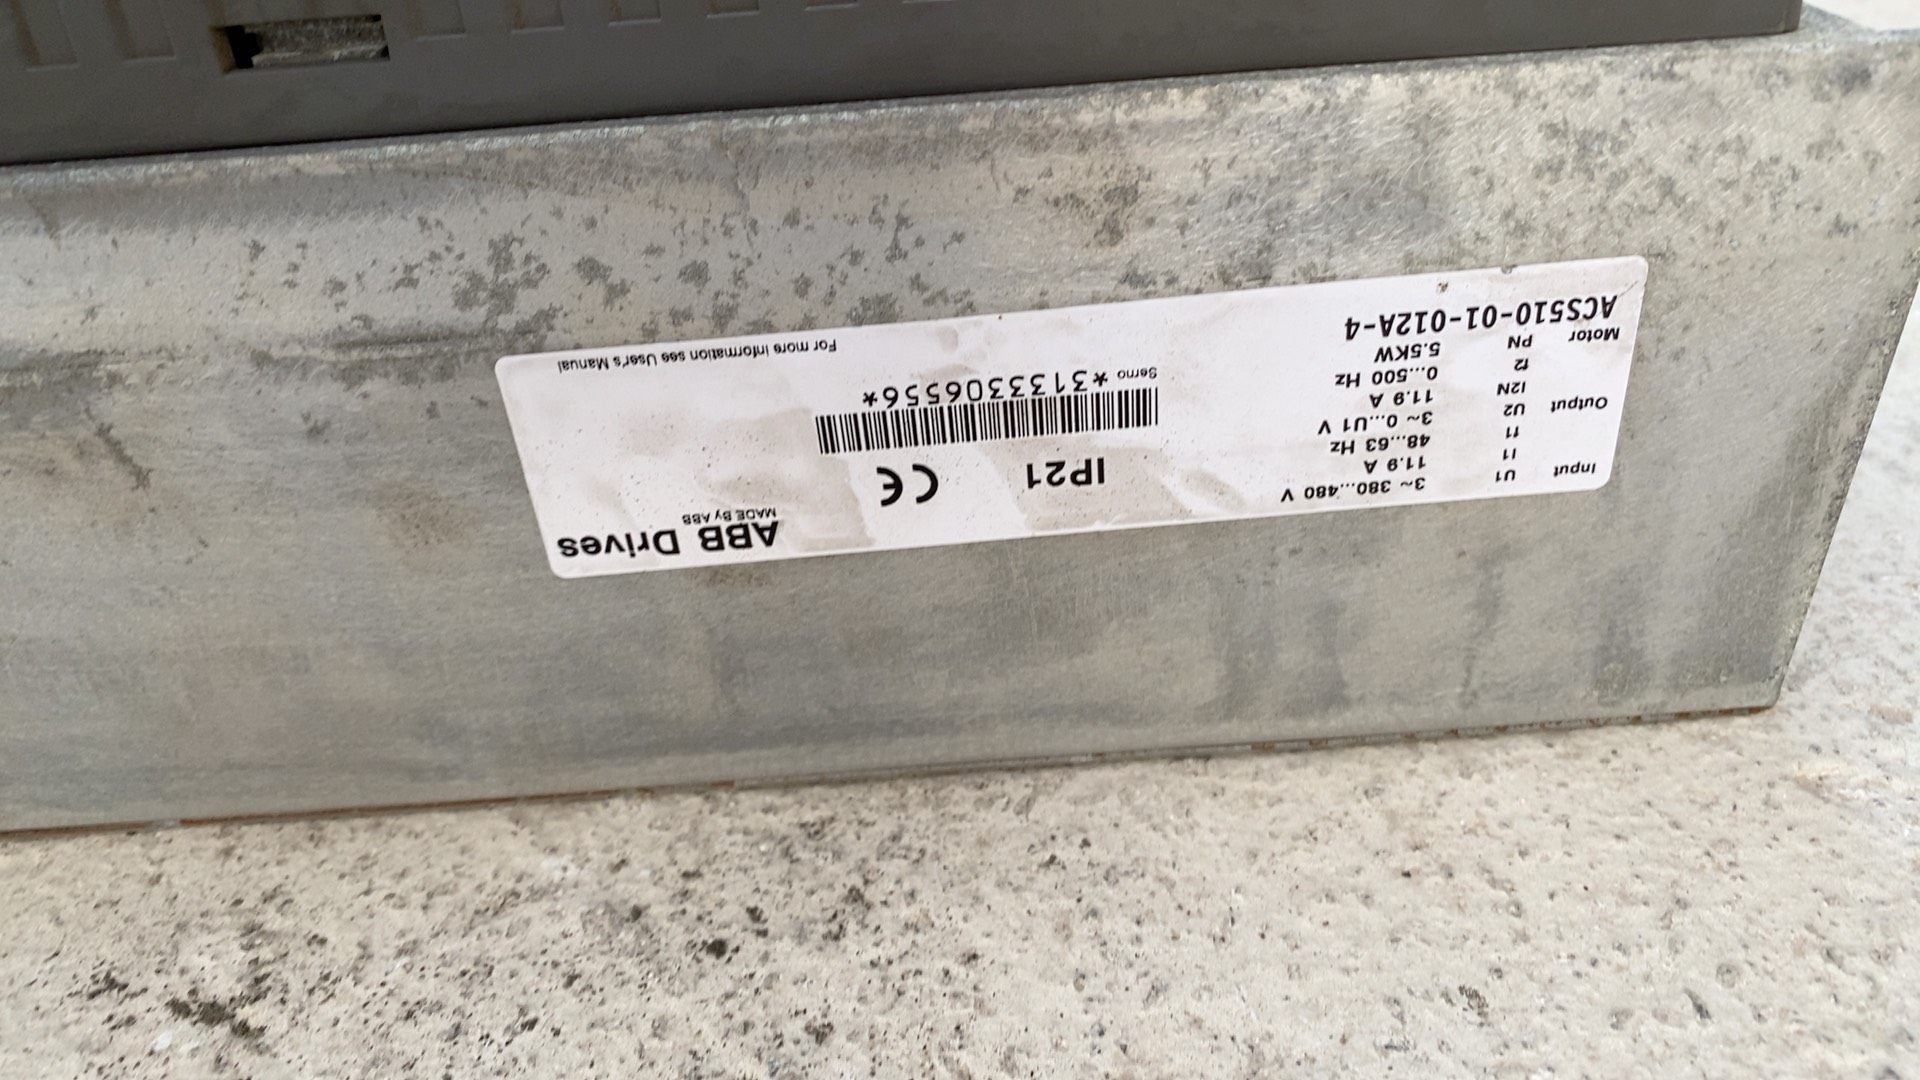 ABB Drives
MADE By ABB
IP21
CE
Serno *3133306556*
For more information see User's Manual
Input U1 3~ 380...480 V
I1 11.9 A
f1 48...63 Hz
Output U2 3~ 0...U1 V
I2N 11.9 A
f2 0...500 Hz
Motor PN 5.5KW
ACS510-01-012A-4